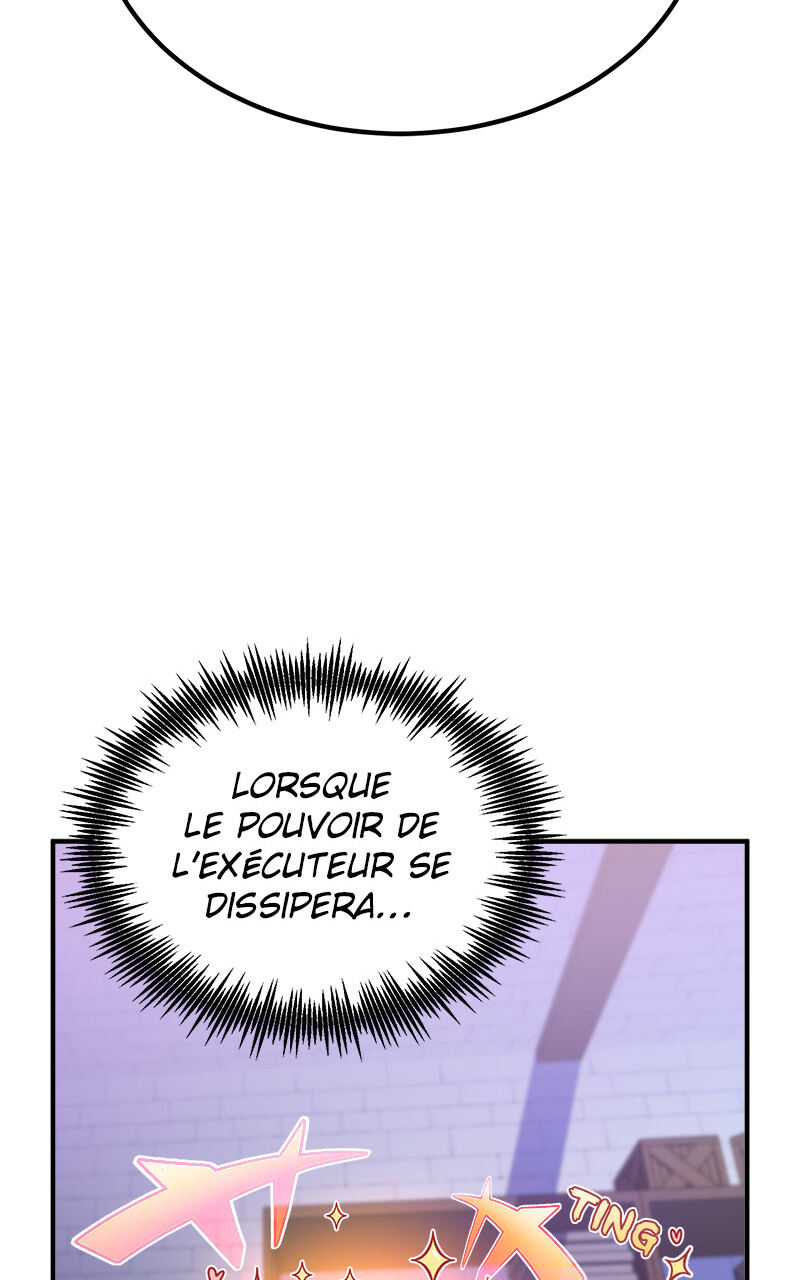 LORSQUE
LE POUVOIR DE
L'EXÉCUTEUR SE
DISSIPERA...
TING